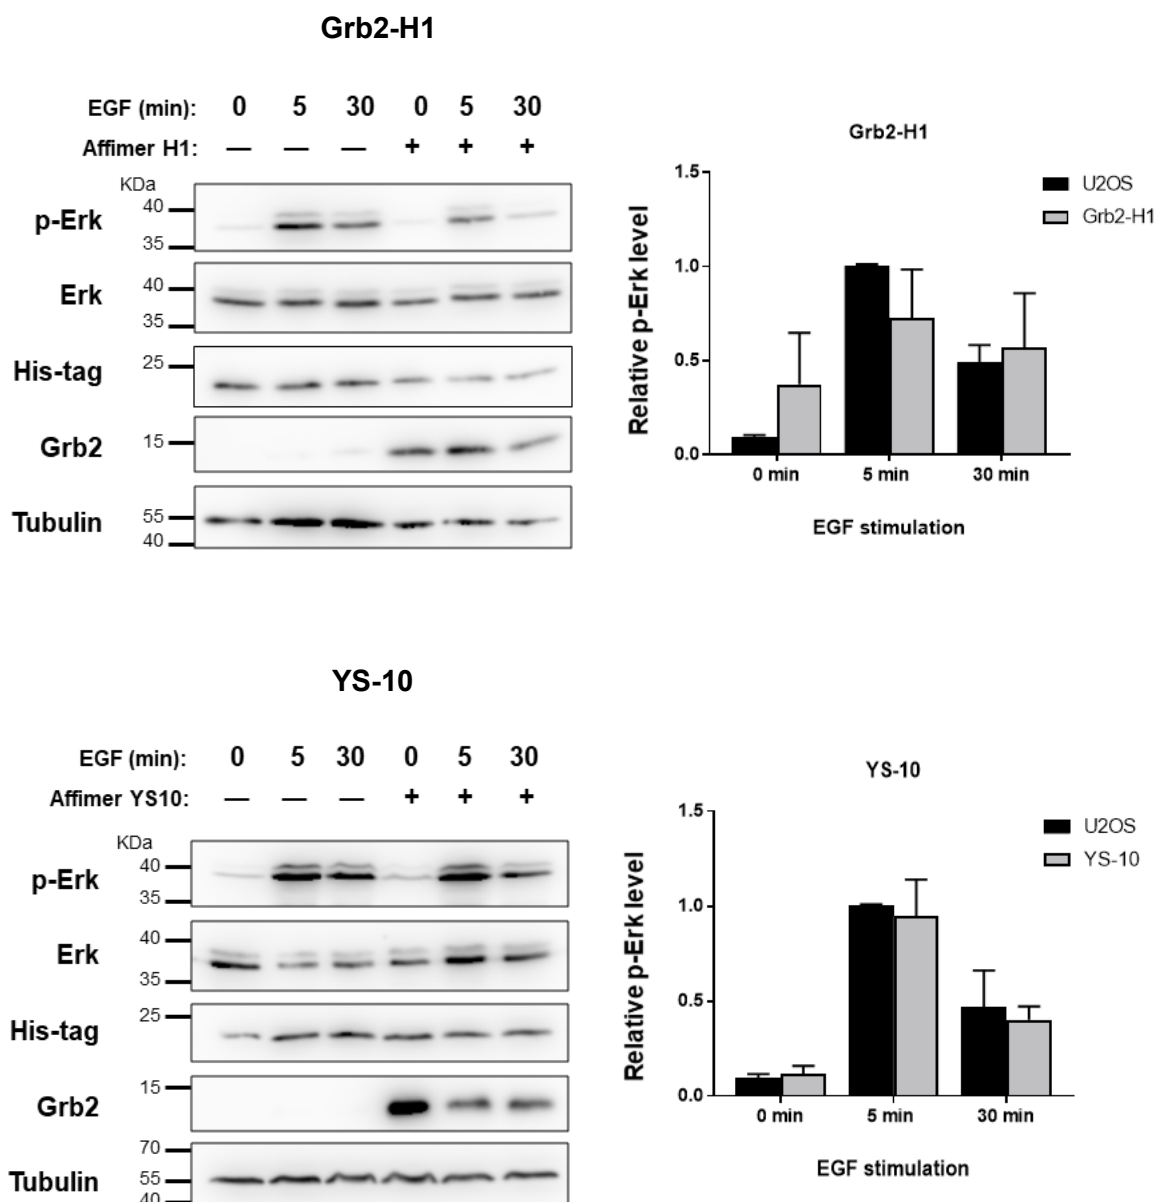 Grb2-H1
EGF (min): 0 5 30 0 5 30
Affimer H1: — — — + + +
KDa
p-Erk 40 35
Erk 40 35
His-tag 25
Grb2 15
Tubulin 55 40
Grb2-H1
Relative p-Erk level
1.5
1.0
0.5
0.0
U2OS
Grb2-H1
0 min 5 min 30 min
EGF stimulation
YS-10
EGF (min): 0 5 30 0 5 30
Affimer YS10: — — — + + +
KDa
p-Erk 40 35
Erk 40 35
His-tag 25
Grb2 15
Tubulin 70 55 40
YS-10
Relative p-Erk level
1.5
1.0
0.5
0.0
U2OS
YS-10
0 min 5 min 30 min
EGF stimulation